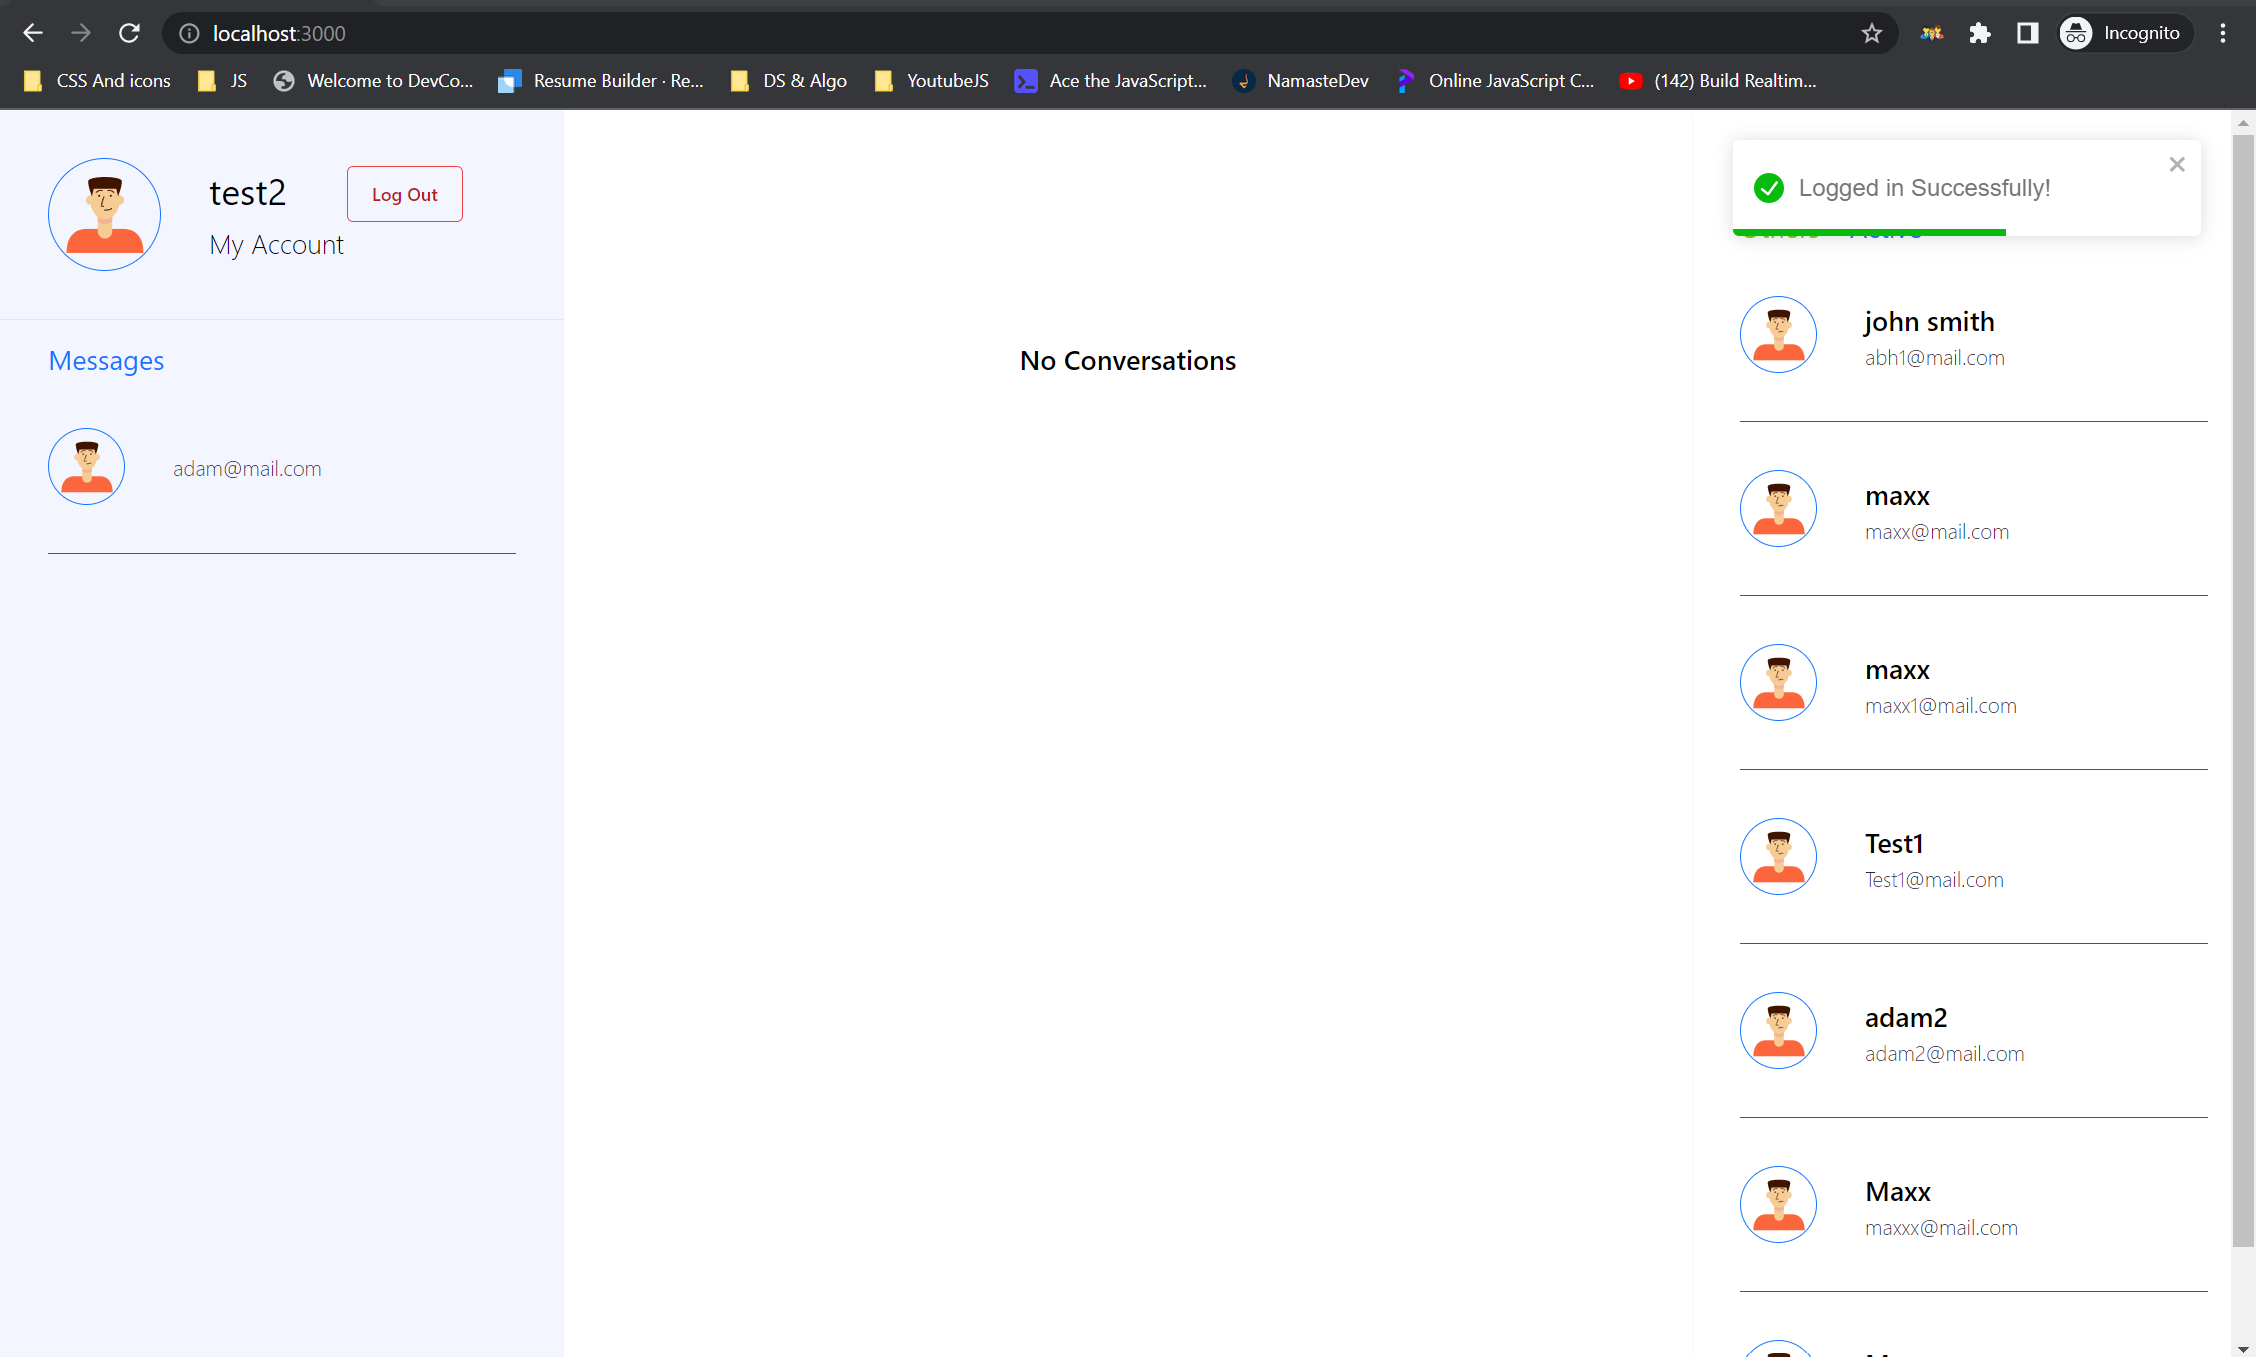 localhost:3000
Incognito
CSS And icons
JS
Welcome to DevCo...
Resume Builder · Re...
DS & Algo
YoutubeJS
Ace the JavaScript...
NamasteDev
Online JavaScript C...
(142) Build Realtim...
test2
Log Out
My Account
Messages
adam@mail.com
No Conversations
Logged in Successfully!
john smith
abh1@mail.com
maxx
maxx@mail.com
maxx
maxx1@mail.com
Test1
Test1@mail.com
adam2
adam2@mail.com
Maxx
maxxx@mail.com